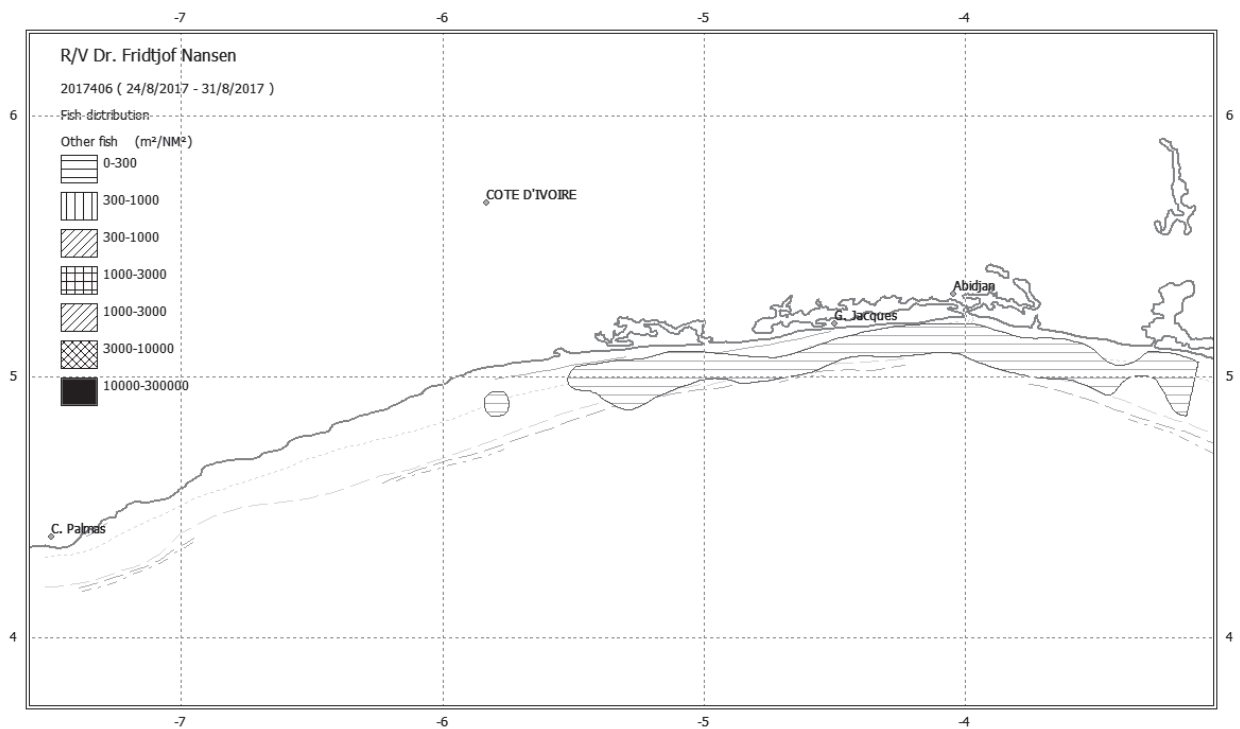 -7 -6 -5 -4
R/V Dr. Fridtjof Nansen
2017406 ( 24/8/2017 - 31/8/2017 )
6 Fish distribution 6
Other fish (m²/NM²)
0-300
300-1000
COTE D'IVOIRE
300-1000
1000-3000
Abidjan
1000-3000
G. Jacques
3000-10000
5 5
10000-300000
C. Palmas
4 4
-7 -6 -5 -4